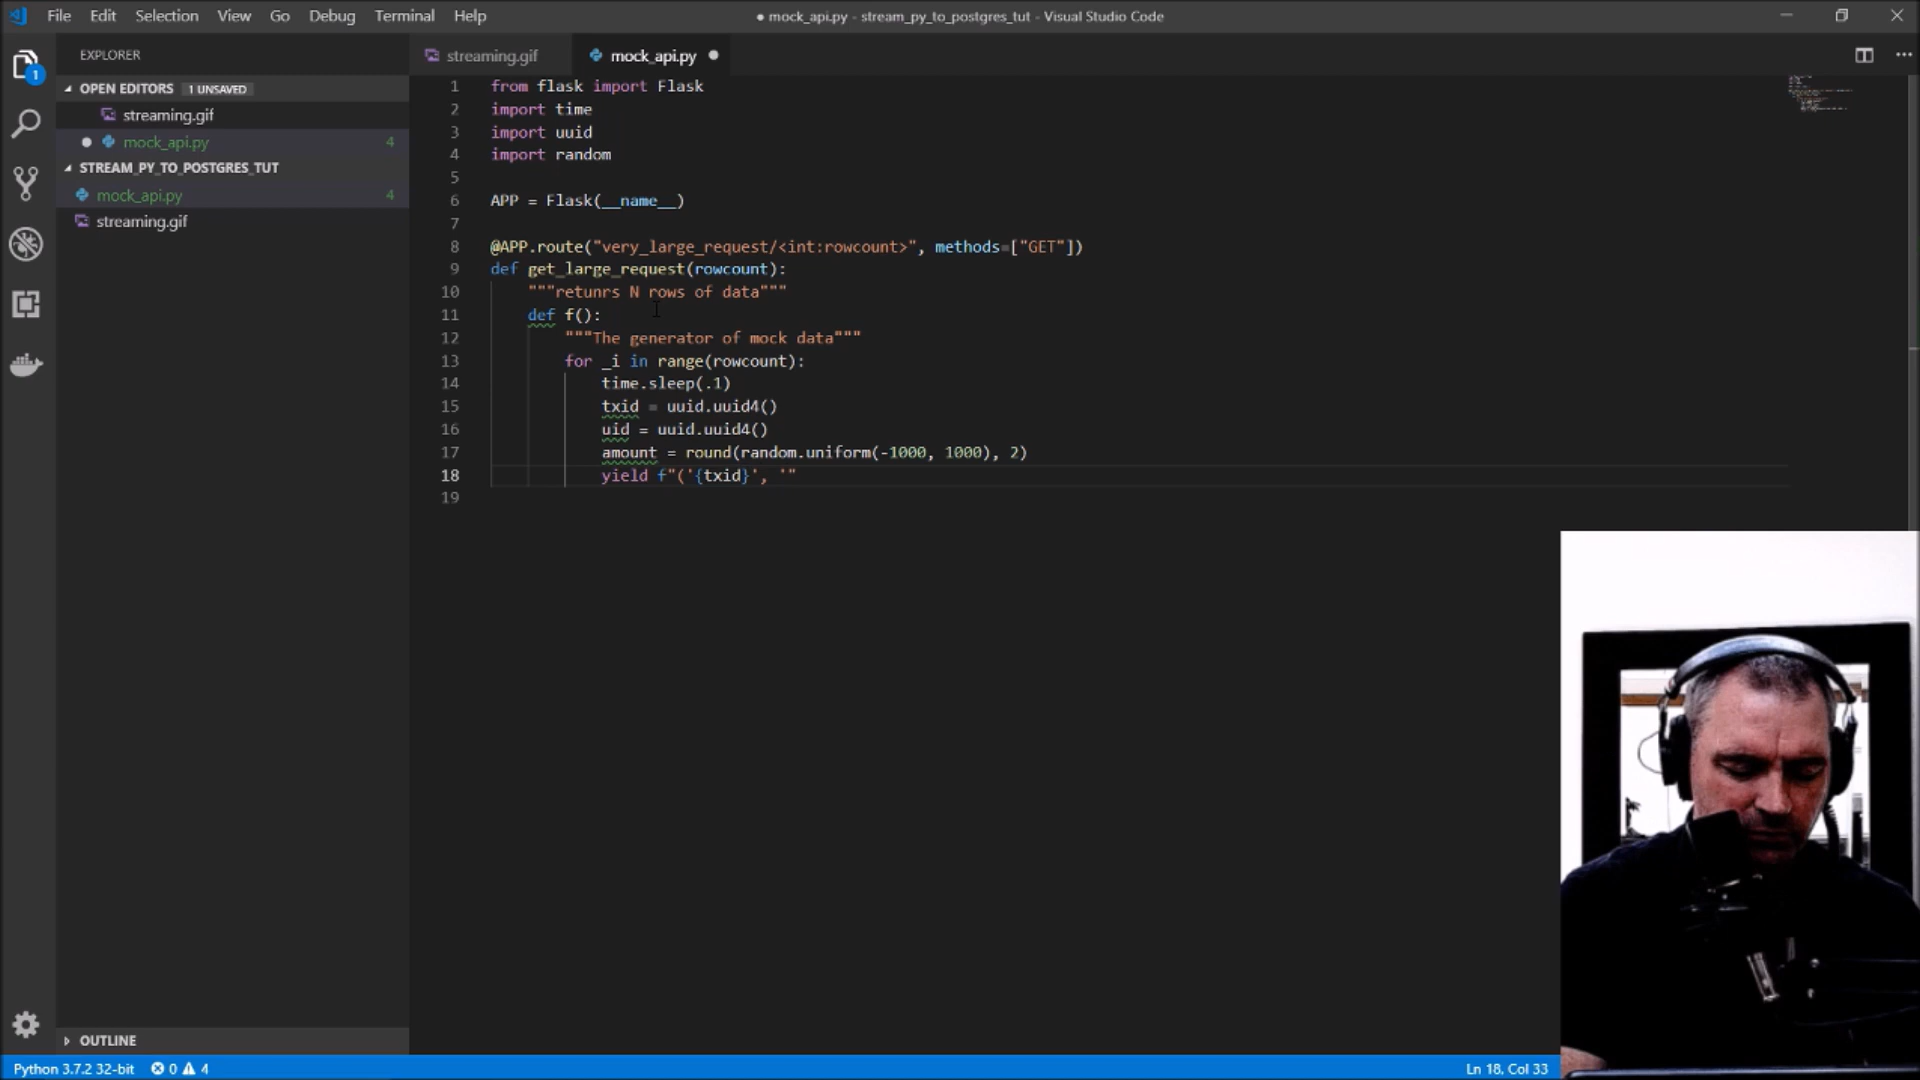 File Edit Selection View Go Debug Terminal Help
● mock_api.py - stream_py_to_postgres_tut - Visual Studio Code
EXPLORER
OPEN EDITORS 1 UNSAVED
streaming.gif
mock_api.py 4
STREAM_PY_TO_POSTGRES_TUT
mock_api.py 4
streaming.gif
OUTLINE
1
streaming.gif
mock_api.py
1 from flask import Flask
2 import time
3 import uuid
4 import random
5
6 APP = Flask(__name__)
7
8 @APP.route("very_large_request/<int:rowcount>", methods=["GET"])
9 def get_large_request(rowcount):
10 """retunrs N rows of data"""
11 def f():
12 """The generator of mock data"""
13 for _i in range(rowcount):
14 time.sleep(.1)
15 txid = uuid.uuid4()
16 uid = uuid.uuid4()
17 amount = round(random.uniform(-1000, 1000), 2)
18 yield f"('{txid}', '"
19
Python 3.7.2 32-bit 0 4
Ln 18, Col 33